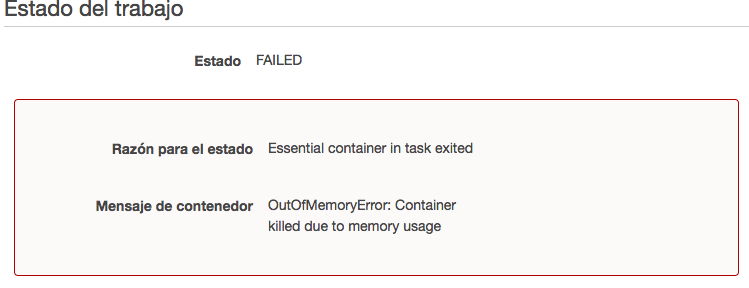 Estado del trabajo
Estado FAILED
Razón para el estado Essential container in task exited
Mensaje de contenedor OutOfMemoryError: Container
killed due to memory usage